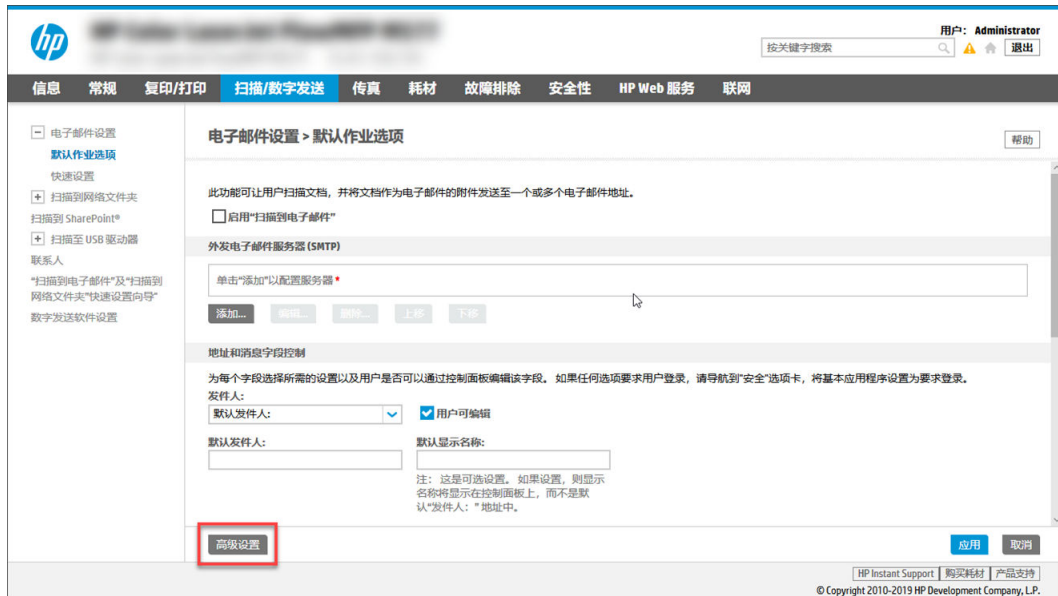 hp
用户： Administrator
按关键字搜索
退出
信息 常规 复印/打印 扫描/数字发送 传真 耗材 故障排除 安全性 HP Web 服务 联网
电子邮件设置
默认作业选项
快速设置
扫描到网络文件夹
扫描到 SharePoint®
扫描至 USB 驱动器
联系人
“扫描到电子邮件”及“扫描到
网络文件夹”快速设置向导”
数字发送软件设置
电子邮件设置 > 默认作业选项
帮助
此功能可让用户扫描文档，并将文档作为电子邮件的附件发送至一个或多个电子邮件地址。
启用“扫描到电子邮件”
外发电子邮件服务器 (SMTP)
单击“添加”以配置服务器 *
添加... 编辑... 删除... 上移 下移
地址和消息字段控制
为每个字段选择所需的设置以及用户是否可以通过控制面板编辑该字段。 如果任何选项要求用户登录，请导航到“安全”选项卡，将基本应用程序设置为要求登录。
发件人:
默认发件人: 用户可编辑
默认发件人: 默认显示名称:
注： 这是可选设置。 如果设置，则显示
名称将显示在控制面板上，而不是默
认“发件人： ”地址中。
高级设置 应用 取消
HP Instant Support 购买耗材 产品支持
© Copyright 2010-2019 HP Development Company, L.P.